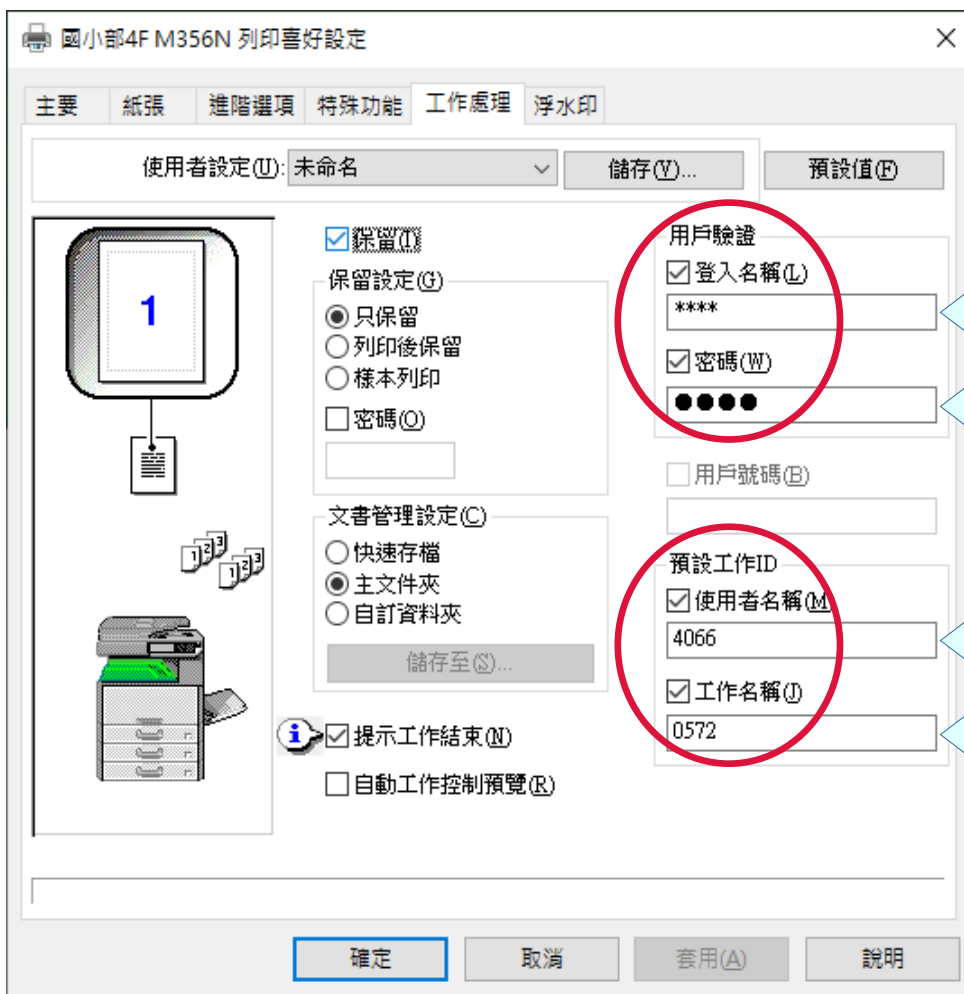 國小部4F M356N 列印喜好設定
主要 紙張 進階選項 特殊功能 工作處理 浮水印
使用者設定(U): 未命名 儲存(V)... 預設值(F)
1
保留(I)
保留設定(G)
只保留
列印後保留
樣本列印
密碼(O)
文書管理設定(C)
快速存檔
主文件夾
自訂資料夾
儲存至(S)...
提示工作結束(N)
自動工作控制預覽(R)
用戶驗證
登入名稱(L)
****
密碼(W)
●●●●
用戶號碼(B)
預設工作ID
使用者名稱(M
4066
工作名稱(J)
0572
1 2 3
1 2 3
確定 取消 套用(A) 說明